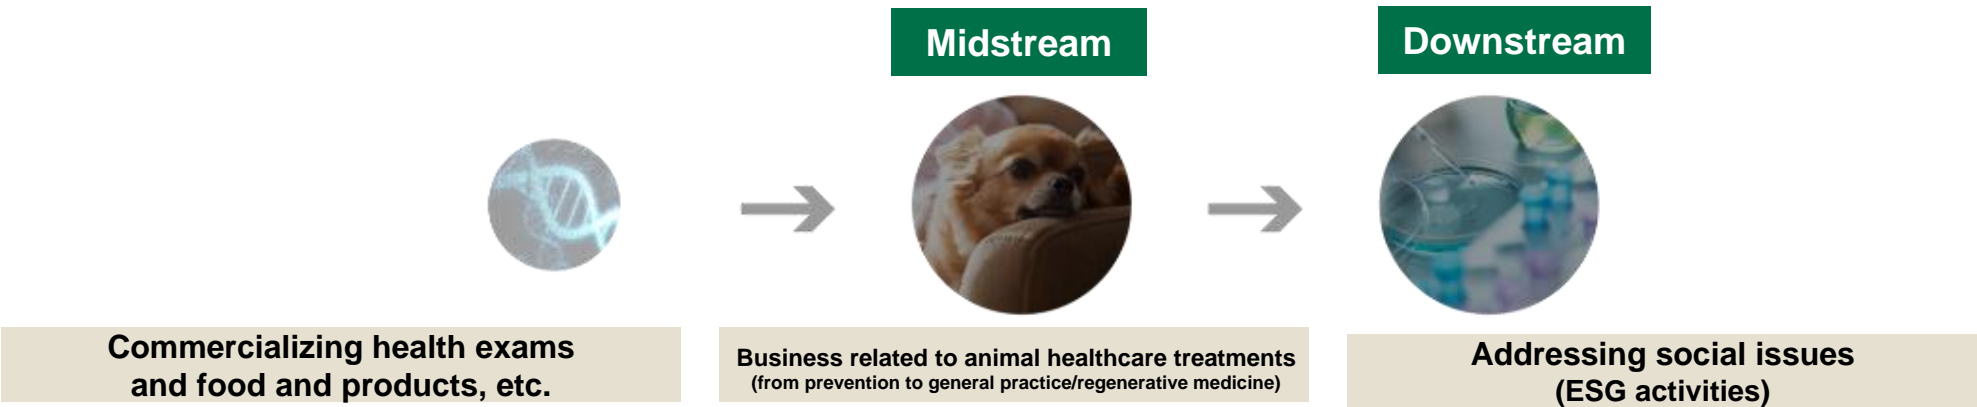 Midstream
Downstream
Commercializing health exams
and food and products, etc.
Business related to animal healthcare treatments
(from prevention to general practice/regenerative medicine)
Addressing social issues
(ESG activities)